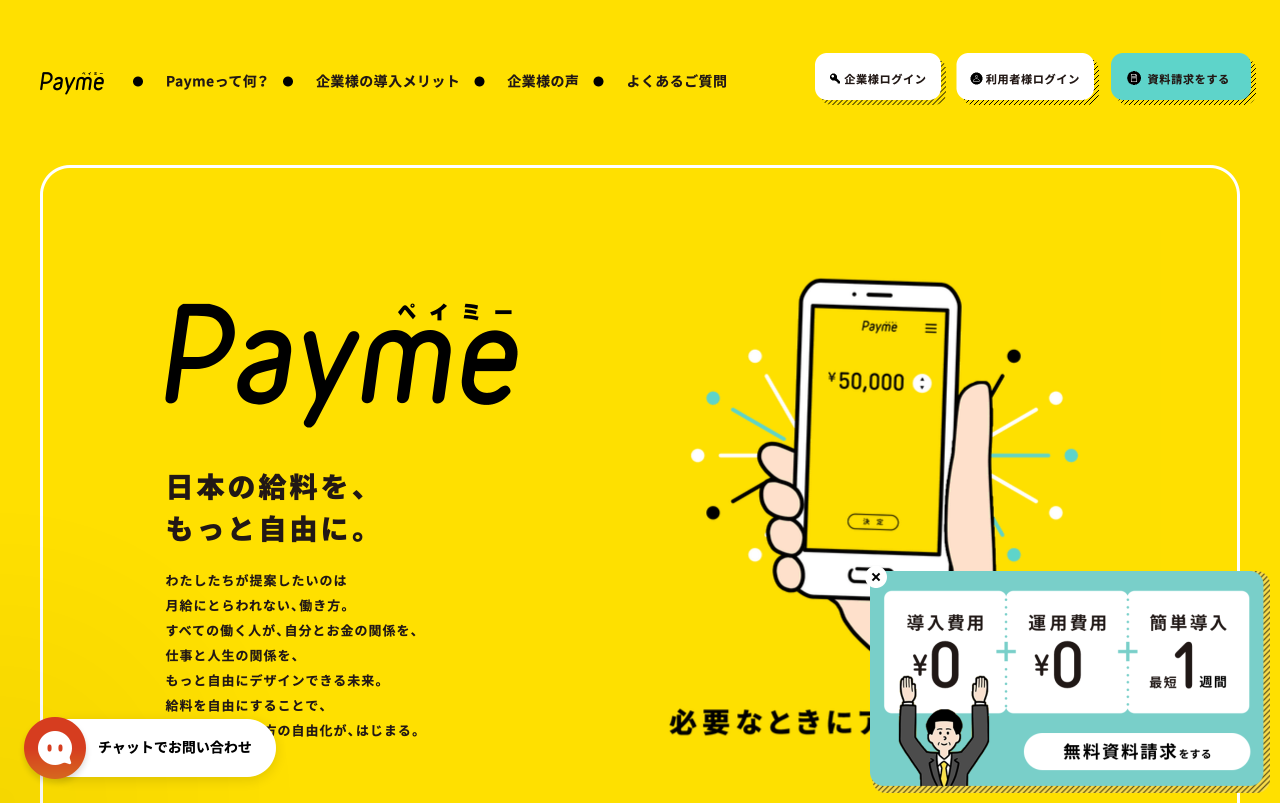 Payme
ペイミー
Paymeって何？
企業様の導入メリット
企業様の声
よくあるご質問
企業様ログイン
利用者様ログイン
資料請求をする
ペイミー
Payme
日本の給料を、
もっと自由に。
わたしたちが提案したいのは
月給にとらわれない、働き方。
すべての働く人が、自分とお金の関係を、
仕事と人生の関係を、
もっと自由にデザインできる未来。
給料を自由にすることで、
方の自由化が、はじまる。
Payme
¥50,000
決定
必要なときにア
導入費用
¥0
+
運用費用
¥0
+
簡単導入
最短1週間
無料資料請求をする
チャットでお問い合わせ